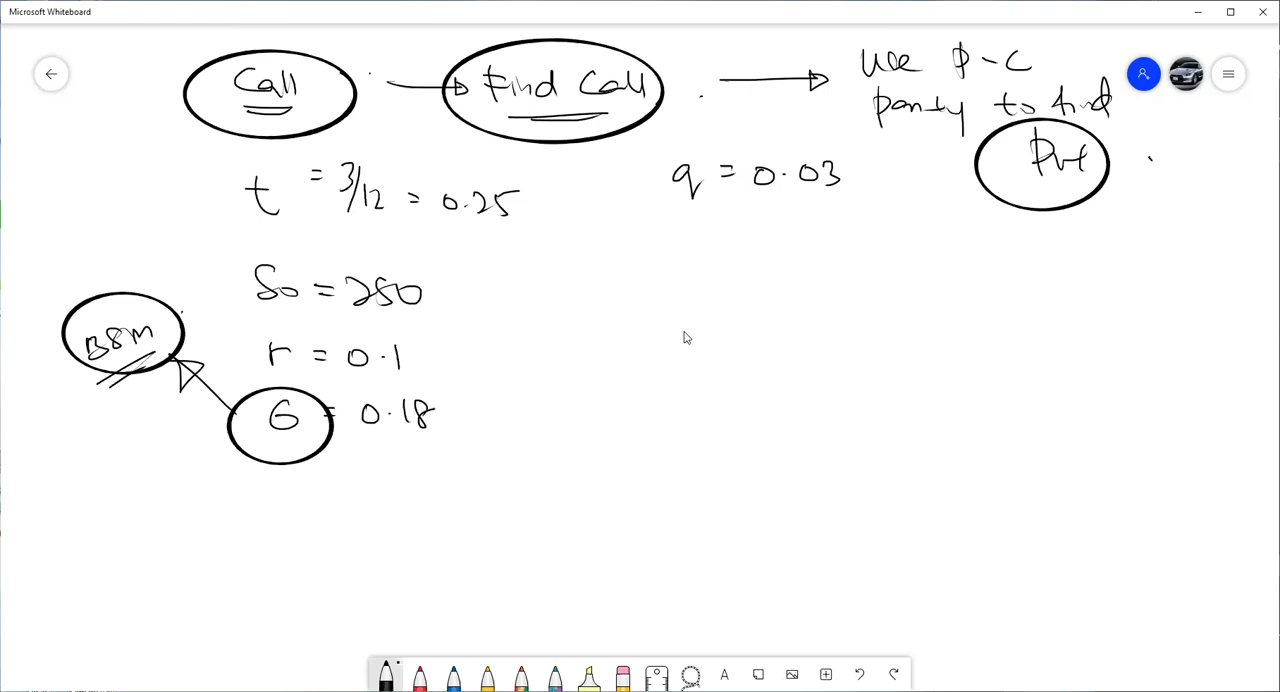 Microsoft Whiteboard
Call
Find Call
use P-C
parity to find
Put
t = 3/12 = 0.25
q = 0.03
S0 = 250
BSM
r = 0.1
6 = 0.18
A